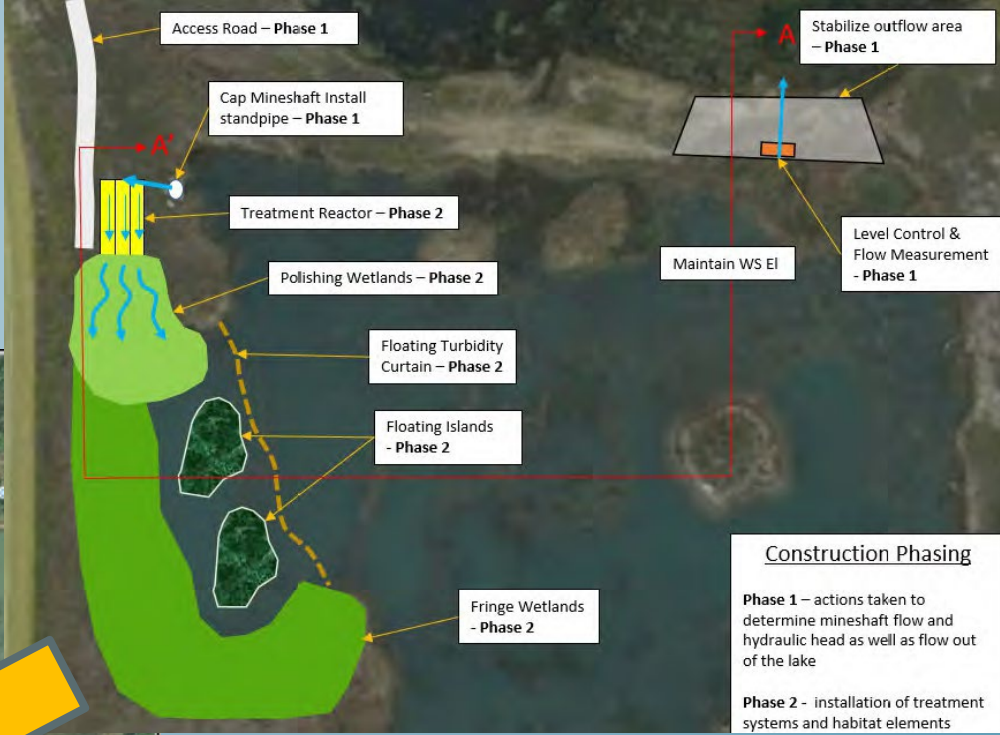 Access Road – Phase 1
Stabilize outflow area
– Phase 1
A
Cap Mineshaft Install
standpipe – Phase 1
A'
Treatment Reactor – Phase 2
Level Control &
Flow Measurement
- Phase 1
Maintain WS El
Polishing Wetlands – Phase 2
Floating Turbidity
Curtain – Phase 2
Floating Islands
- Phase 2
Fringe Wetlands
- Phase 2
Construction Phasing
Phase 1 – actions taken to
determine mineshaft flow and
hydraulic head as well as flow out
of the lake
Phase 2 - installation of treatment
systems and habitat elements